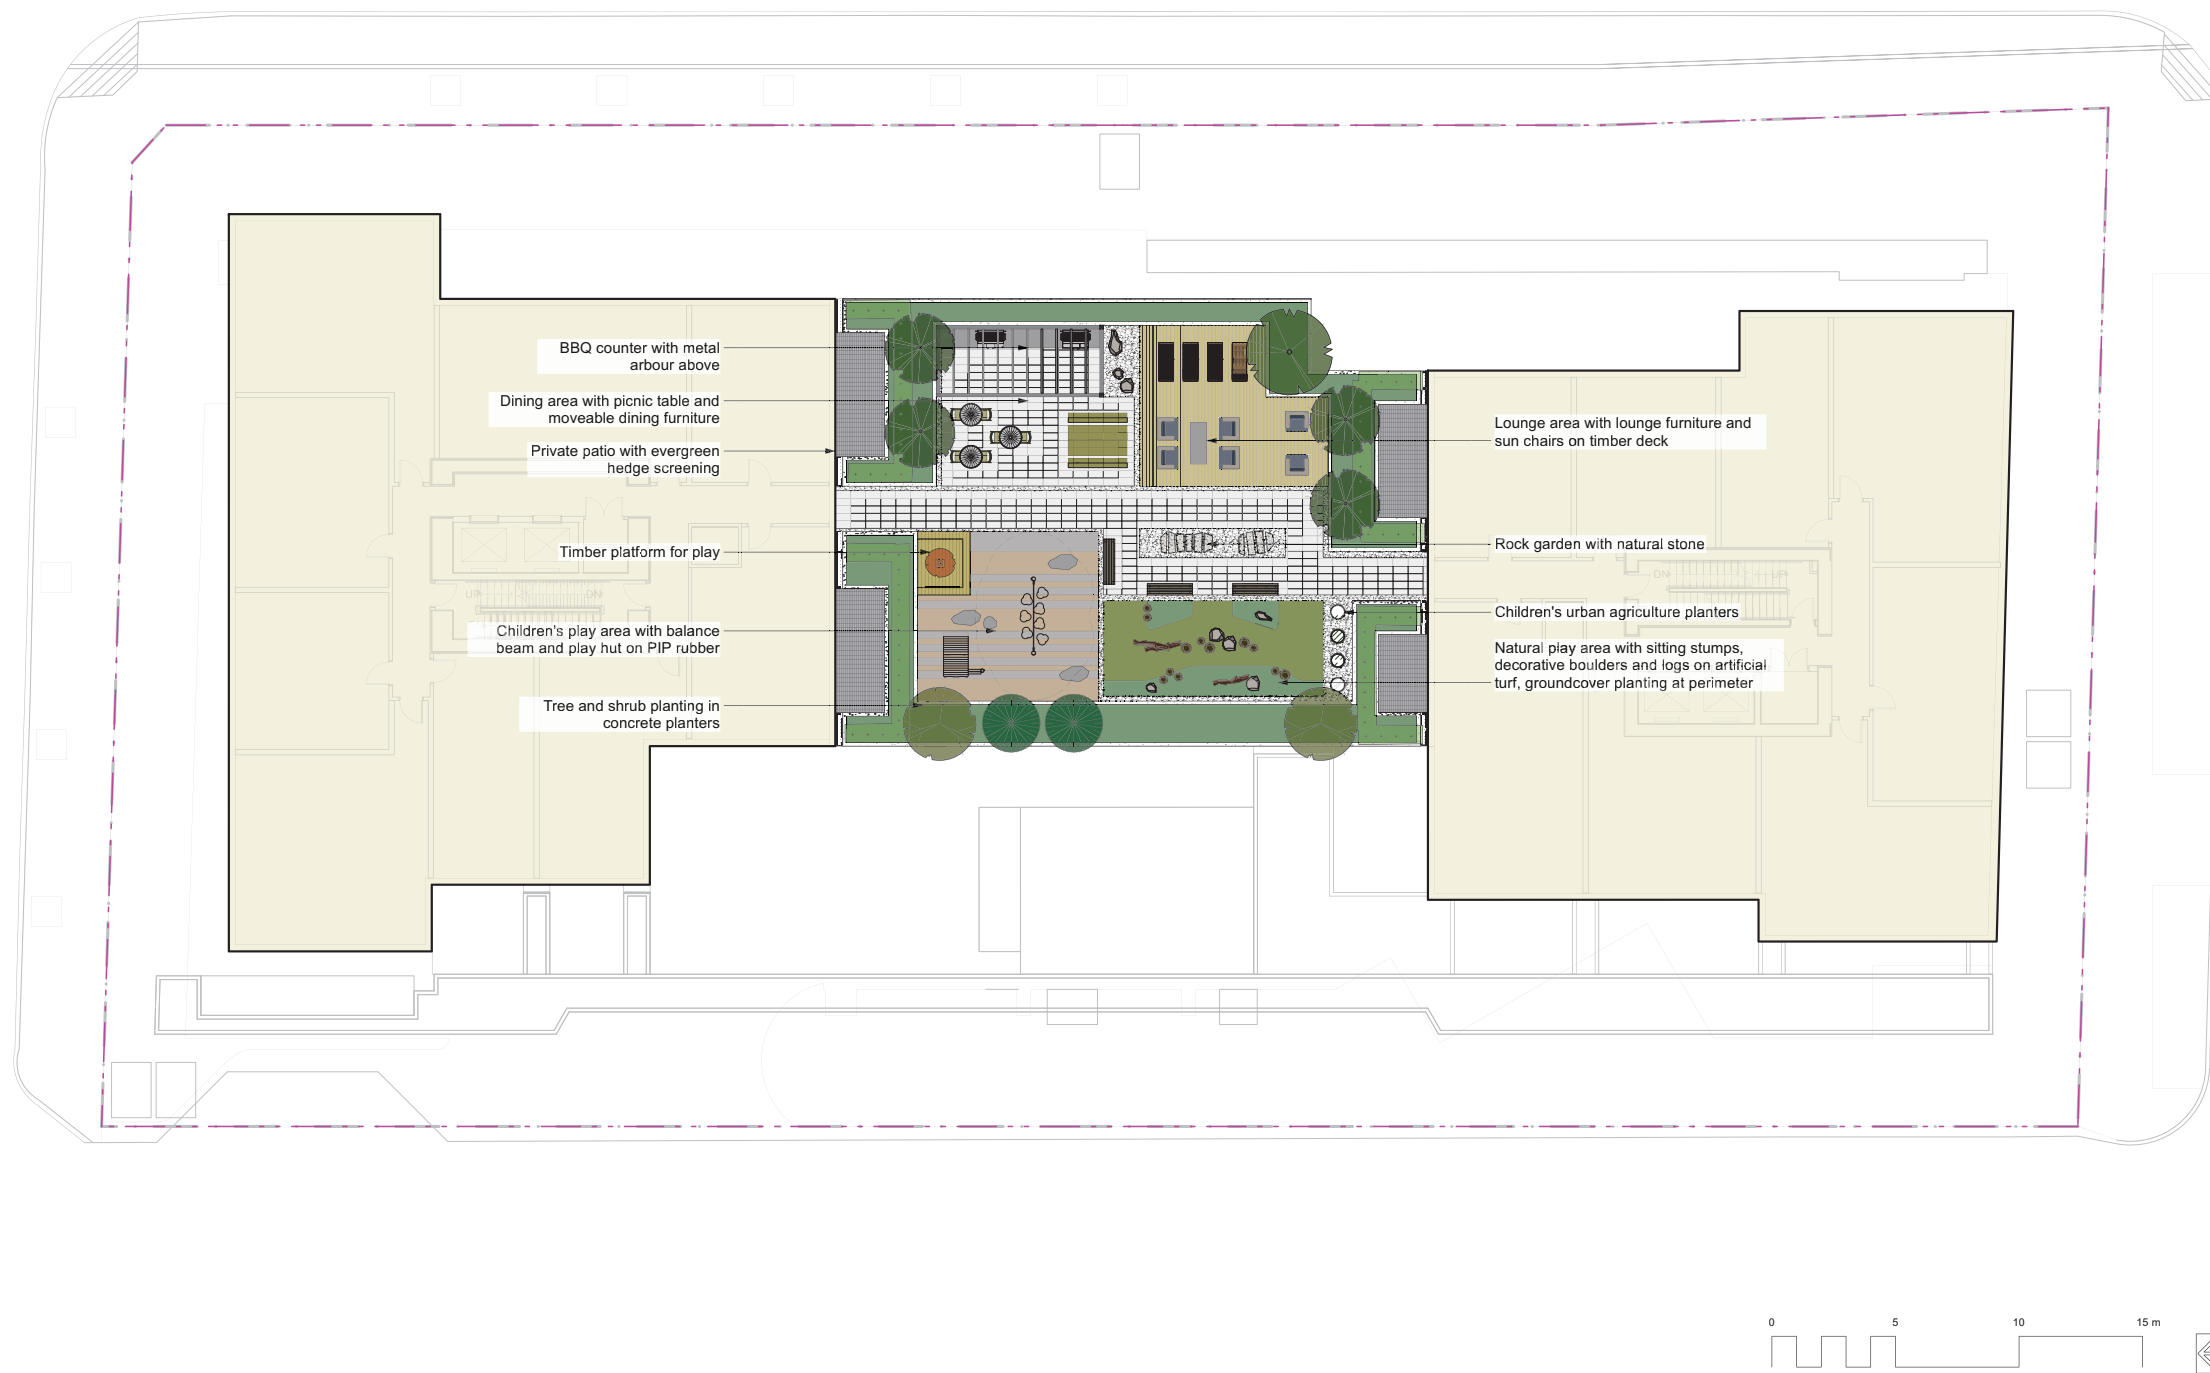 BBQ counter with metal
arbour above
Dining area with picnic table and
moveable dining furniture
Private patio with evergreen
hedge screening
Timber platform for play
UP
DN
Children's play area with balance
beam and play hut on PIP rubber
Tree and shrub planting in
concrete planters
Lounge area with lounge furniture and
sun chairs on timber deck
Rock garden with natural stone
DN
UP
Children's urban agriculture planters
Natural play area with sitting stumps,
decorative boulders and logs on artificial
turf, groundcover planting at perimeter
0 5 10 15 m